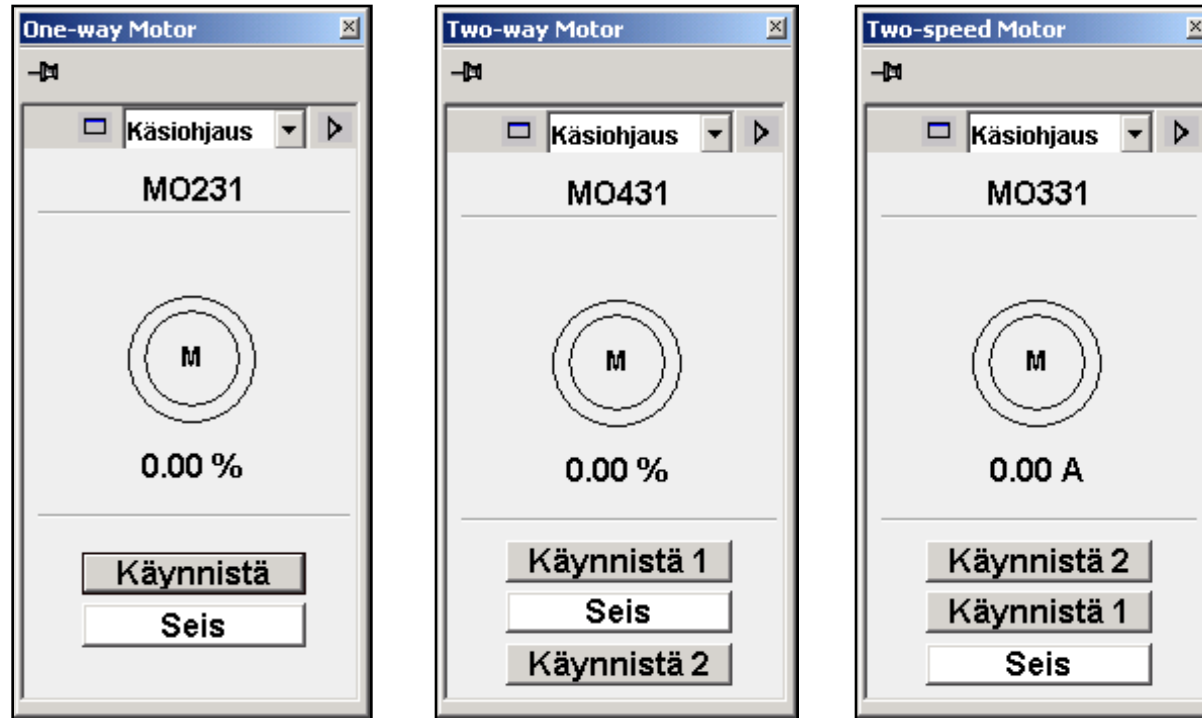 One-way Motor
Käsiohjaus
MO231
M
0.00 %
Käynnistä
Seis
Two-way Motor
Käsiohjaus
MO431
M
0.00 %
Käynnistä 1
Seis
Käynnistä 2
Two-speed Motor
Käsiohjaus
MO331
M
0.00 A
Käynnistä 2
Käynnistä 1
Seis